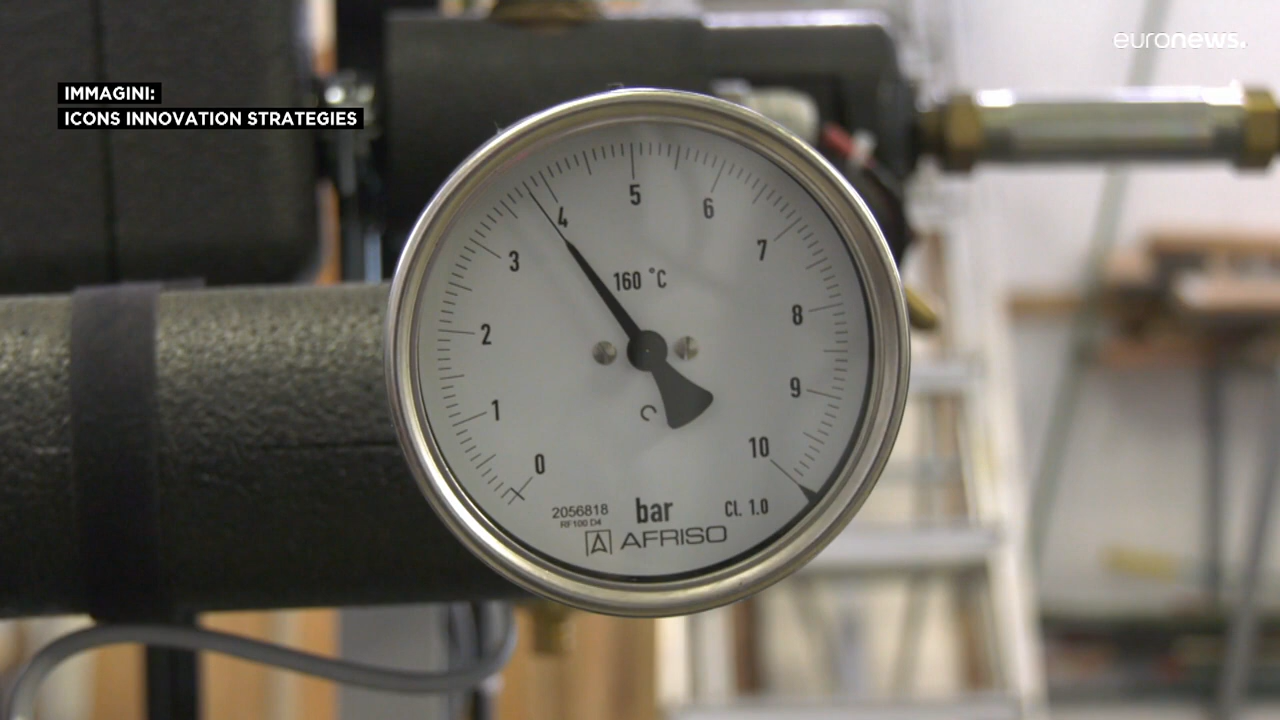 euronews.
IMMAGINI:
ICONS INNOVATION STRATEGIES
5
4
6
3
7
160 °C
2
8
1
9
0
10
2056818
RF100 D4
bar
CL. 1.0
AFRISO